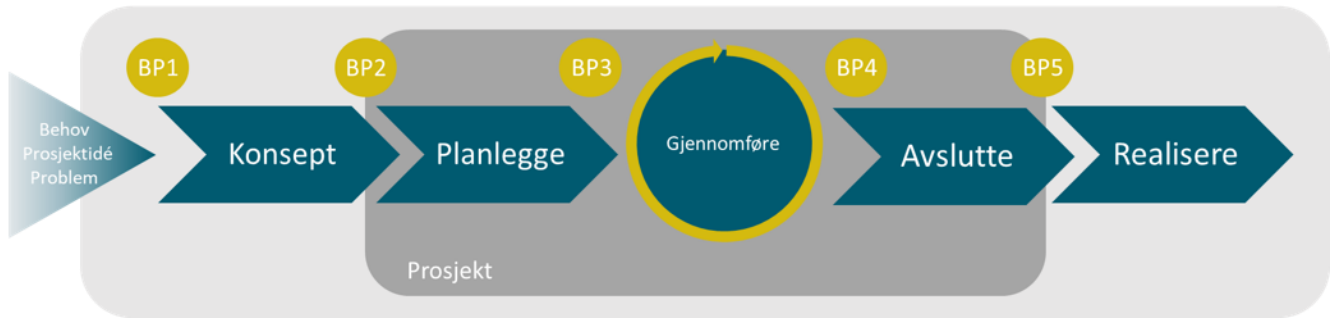 BP1
BP2
BP3
BP4
BP5
Behov
Prosjektidé
Problem
Konsept
Planlegge
Gjennomføre
Avslutte
Realisere
Prosjekt